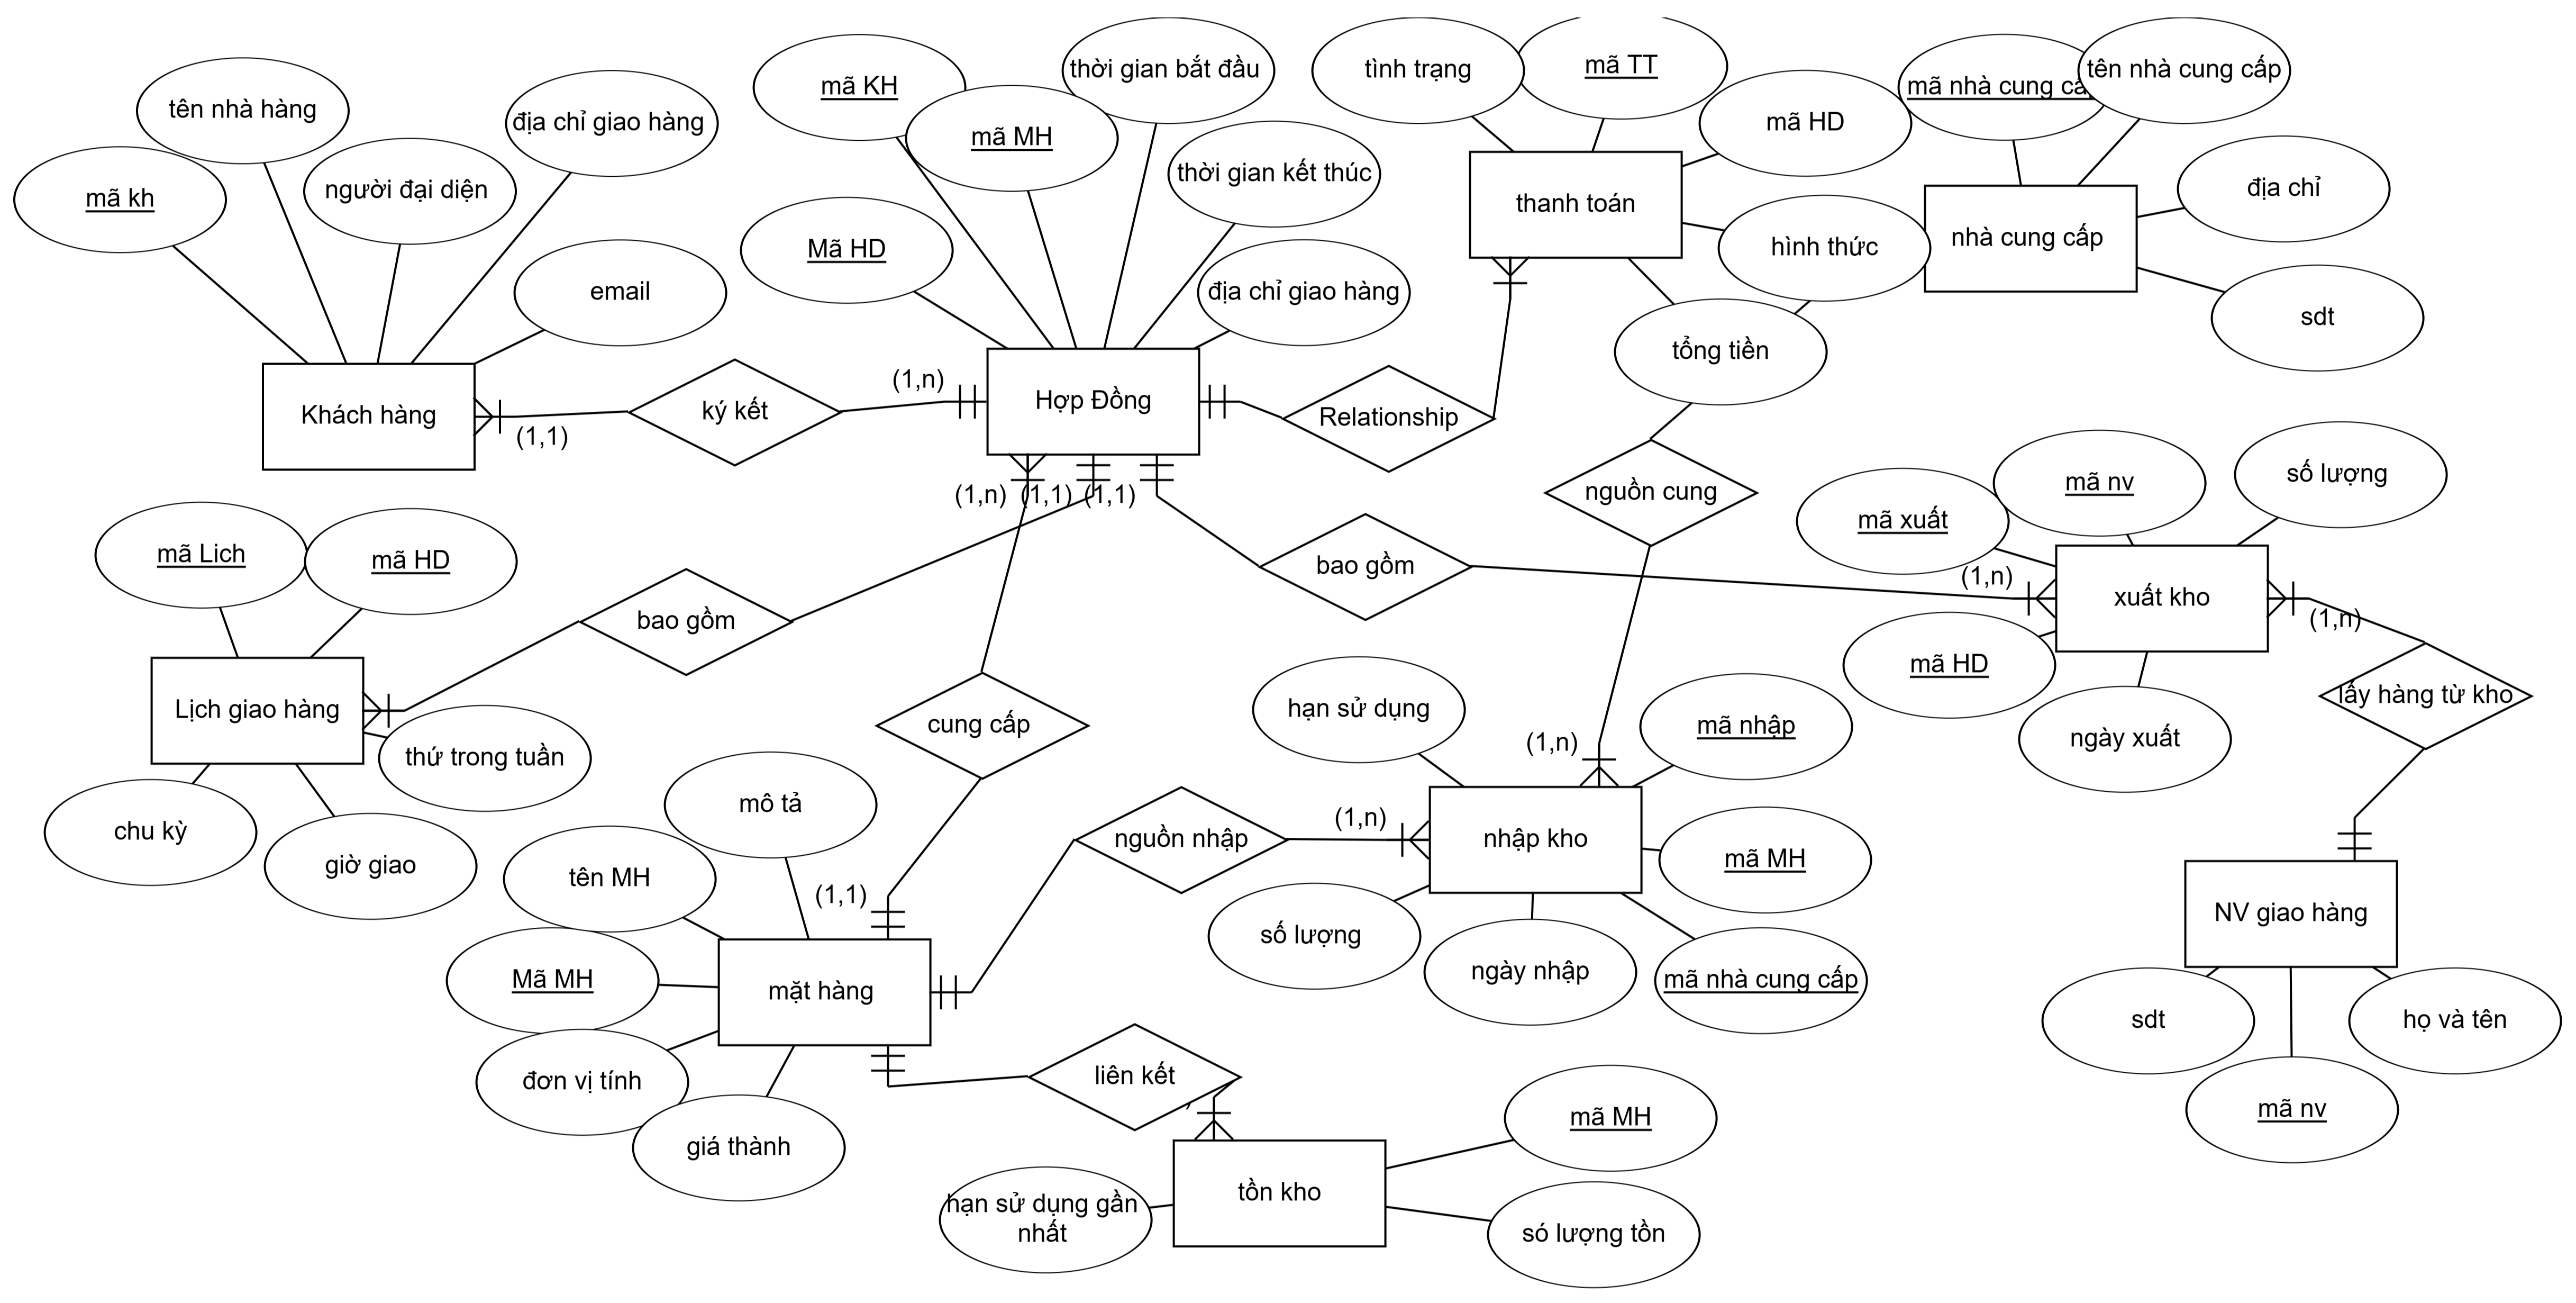 tên nhà hàng
địa chỉ giao hàng
mã kh
người đại diện
email
Khách hàng
(1,1)
ký kết
(1,n)
mã KH
mã MH
thời gian bắt đầu
thời gian kết thúc
Mã HD
địa chỉ giao hàng
Hợp Đồng
(1,n)
(1,1)
(1,1)
Relationship
tình trạng
mã TT
mã HD
thanh toán
hình thức
tổng tiền
mã nhà cung cấp
tên nhà cung cấp
địa chỉ
nhà cung cấp
sdt
nguồn cung
mã xuất
mã nv
số lượng
(1,n)
xuất kho
(1,n)
mã HD
ngày xuất
lấy hàng từ kho
bao gồm
mã Lich
mã HD
bao gồm
Lịch giao hàng
thứ trong tuần
chu kỳ
giờ giao
cung cấp
hạn sử dụng
(1,n)
mã nhập
mô tả
tên MH
(1,1)
nguồn nhập
(1,n)
nhập kho
mã MH
số lượng
ngày nhập
mã nhà cung cấp
Mã MH
mặt hàng
đơn vị tính
giá thành
liên kết
NV giao hàng
sdt
họ và tên
mã nv
mã MH
tồn kho
hạn sử dụng gần
nhất
só lượng tồn